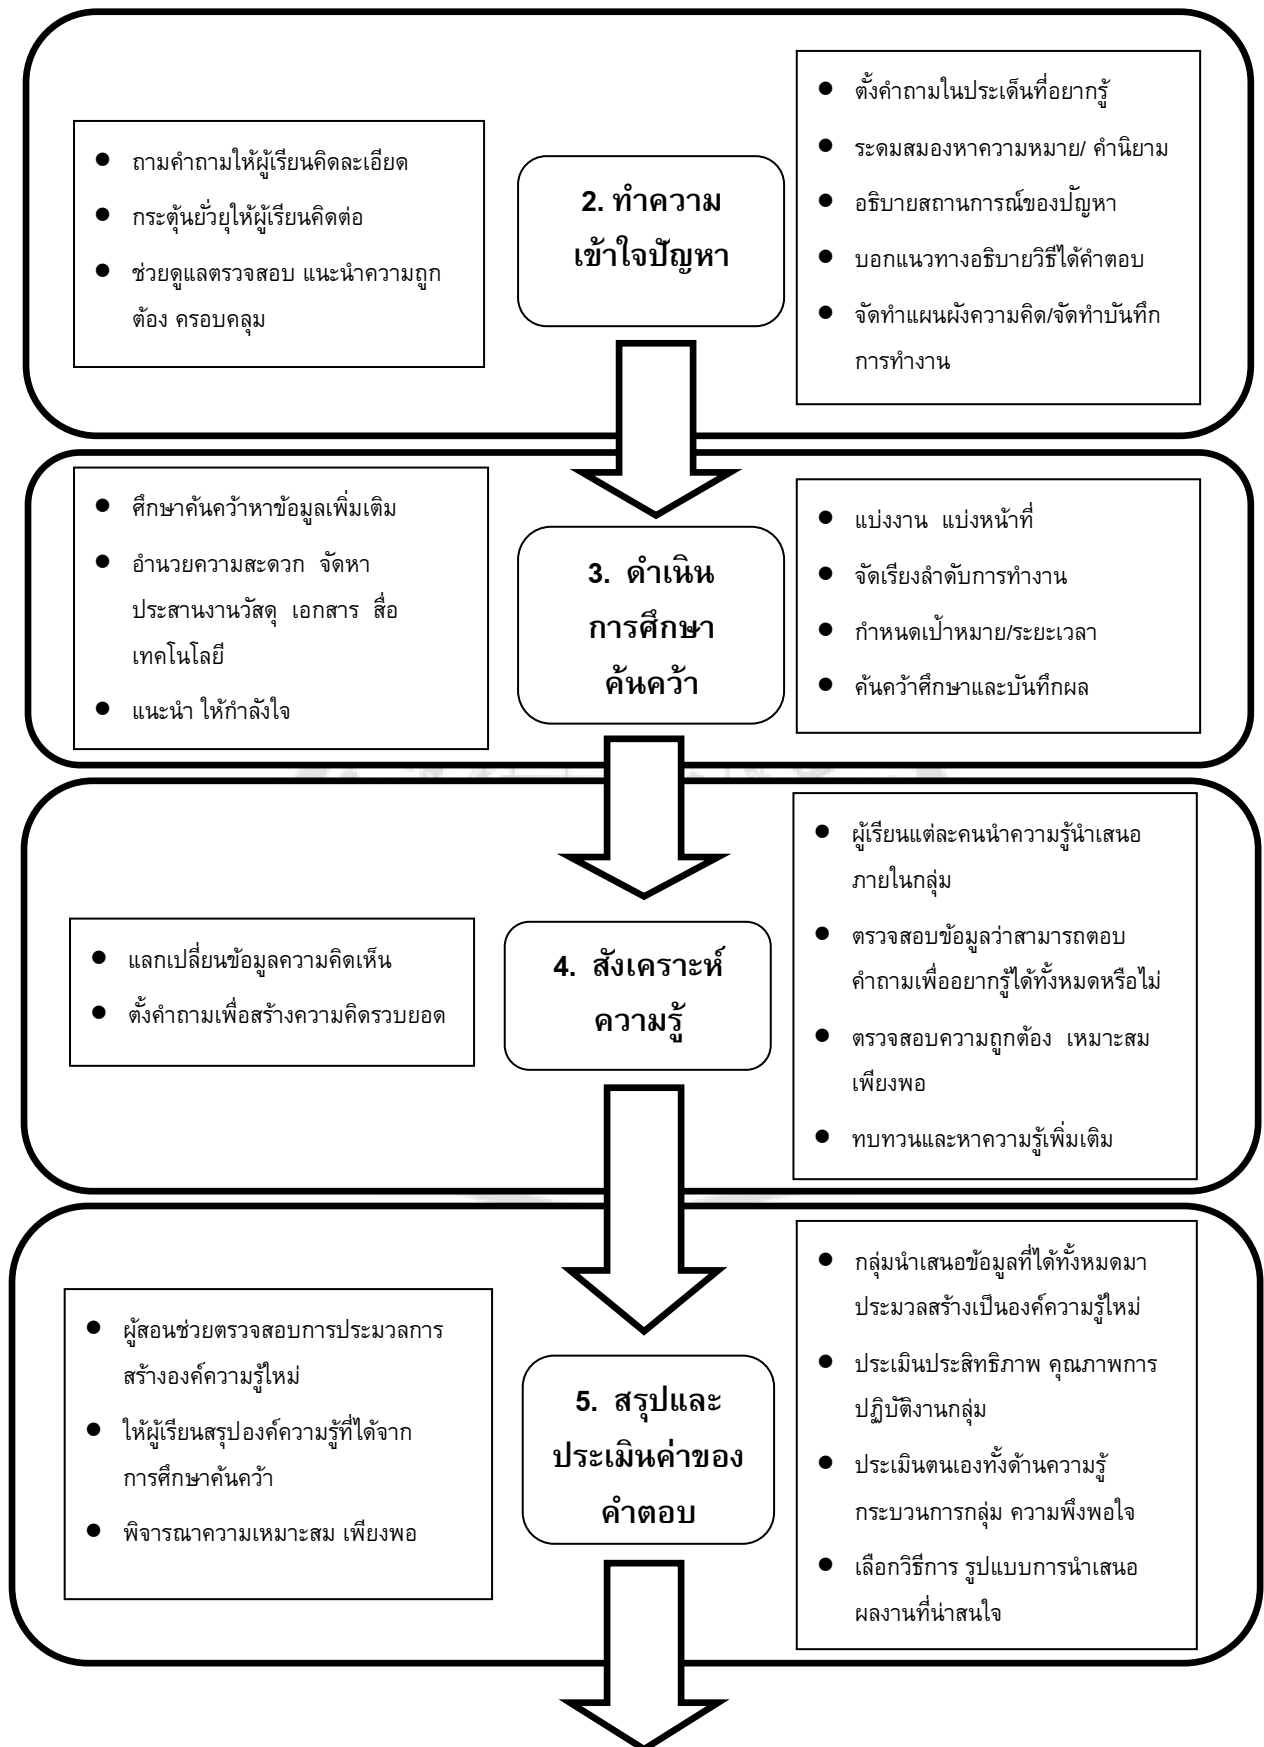 ถามคำถามให้ผู้เรียนคิดละเอียด
กระตุ้นยั่วยุให้ผู้เรียนคิดต่อ
ช่วยดูแลตรวจสอบ แนะนำความถูก
ต้อง ครอบคลุม
2. ทำความ
เข้าใจปัญหา
ตั้งคำถามในประเด็นที่อยากรู้
ระดมสมองหาความหมาย/ คำนิยาม
อธิบายสถานการณ์ของปัญหา
บอกแนวทางอธิบายวิธีได้คำตอบ
จัดทำแผนผังความคิด/จัดทำบันทึก
การทำงาน
ศึกษาค้นคว้าหาข้อมูลเพิ่มเติม
อำนวยความสะดวก จัดหา
ประสานงานวัสดุ เอกสาร สื่อ
เทคโนโลยี
แนะนำ ให้กำลังใจ
3. ดำเนิน
การศึกษา
ค้นคว้า
แบ่งงาน แบ่งหน้าที่
จัดเรียงลำดับการทำงาน
กำหนดเป้าหมาย/ระยะเวลา
ค้นคว้าศึกษาและบันทึกผล
แลกเปลี่ยนข้อมูลความคิดเห็น
ตั้งคำถามเพื่อสร้างความคิดรวบยอด
4. สังเคราะห์
ความรู้
ผู้เรียนแต่ละคนนำความรู้นำเสนอ
ภายในกลุ่ม
ตรวจสอบข้อมูลว่าสามารถตอบ
คำถามเพื่ออยากรู้ได้ทั้งหมดหรือไม่
ตรวจสอบความถูกต้อง เหมาะสม
เพียงพอ
ทบทวนและหาความรู้เพิ่มเติม
ผู้สอนช่วยตรวจสอบการประมวลการ
สร้างองค์ความรู้ใหม่
ให้ผู้เรียนสรุปองค์ความรู้ที่ได้จาก
การศึกษาค้นคว้า
พิจารณาความเหมาะสม เพียงพอ
5. สรุปและ
ประเมินค่าของ
คำตอบ
กลุ่มนำเสนอข้อมูลที่ได้ทั้งหมดมา
ประมวลสร้างเป็นองค์ความรู้ใหม่
ประเมินประสิทธิภาพ คุณภาพการ
ปฏิบัติงานกลุ่ม
ประเมินตนเองทั้งด้านความรู้
กระบวนการกลุ่ม ความพึงพอใจ
เลือกวิธีการ รูปแบบการนำเสนอ
ผลงานที่น่าสนใจ